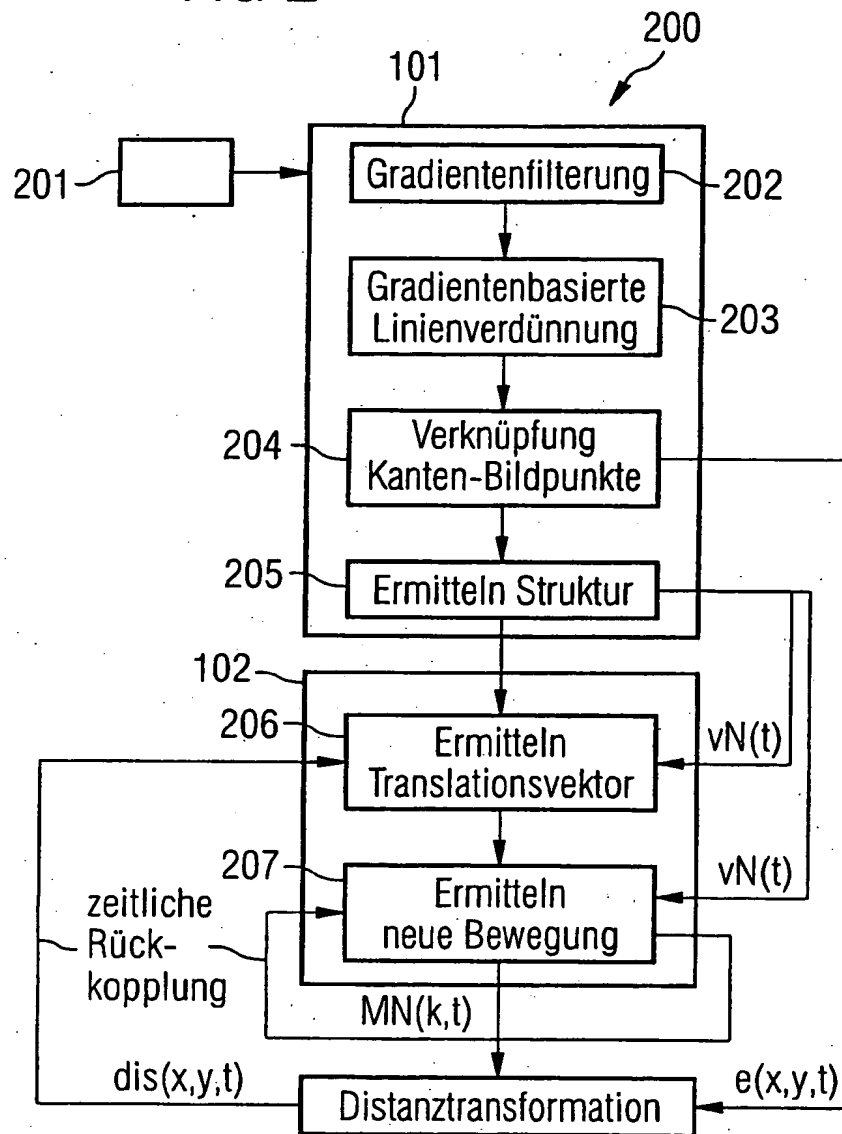 200
101
201
Gradientenfilterung
202
Gradientenbasierte
Linienverdünnung
203
204
Verknüpfung
Kanten-Bildpunkte
205
Ermitteln Struktur
102
206
Ermitteln
Translationsvektor
vN(t)
207
Ermitteln
neue Bewegung
vN(t)
zeitliche
Rück-
kopplung
MN(k,t)
dis(x,y,t)
e(x,y,t)
Distanztransformation